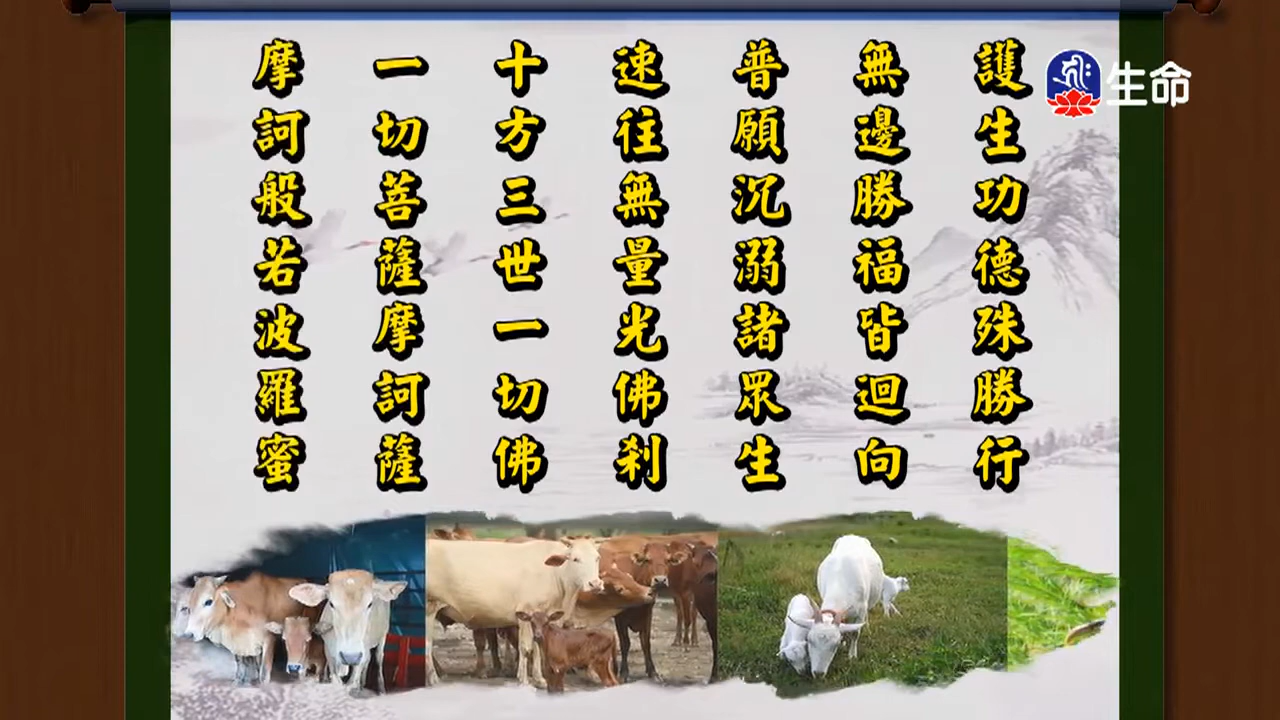 護生功德殊勝行
無邊勝福皆迴向
普願沉溺諸眾生
速往無量光佛剎
十方三世一切佛
一切菩薩摩訶薩
摩訶般若波羅蜜
生命